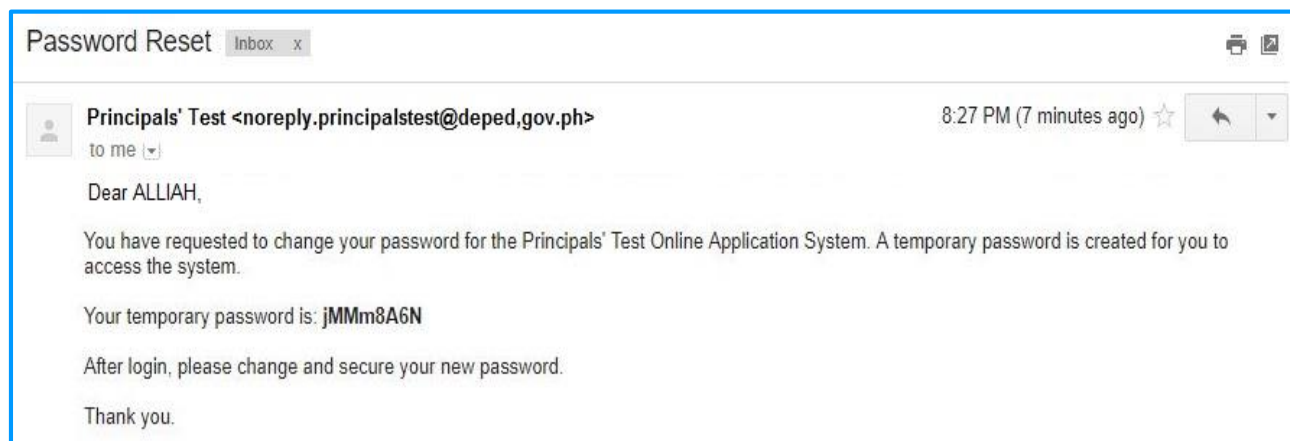 Password Reset Inbox x
Principals' Test <noreply.principalstest@deped,gov.ph> 8:27 PM (7 minutes ago)
to me
Dear ALLIAH,
You have requested to change your password for the Principals' Test Online Application System. A temporary password is created for you to
access the system.
Your temporary password is: jMMm8A6N
After login, please change and secure your new password.
Thank you.